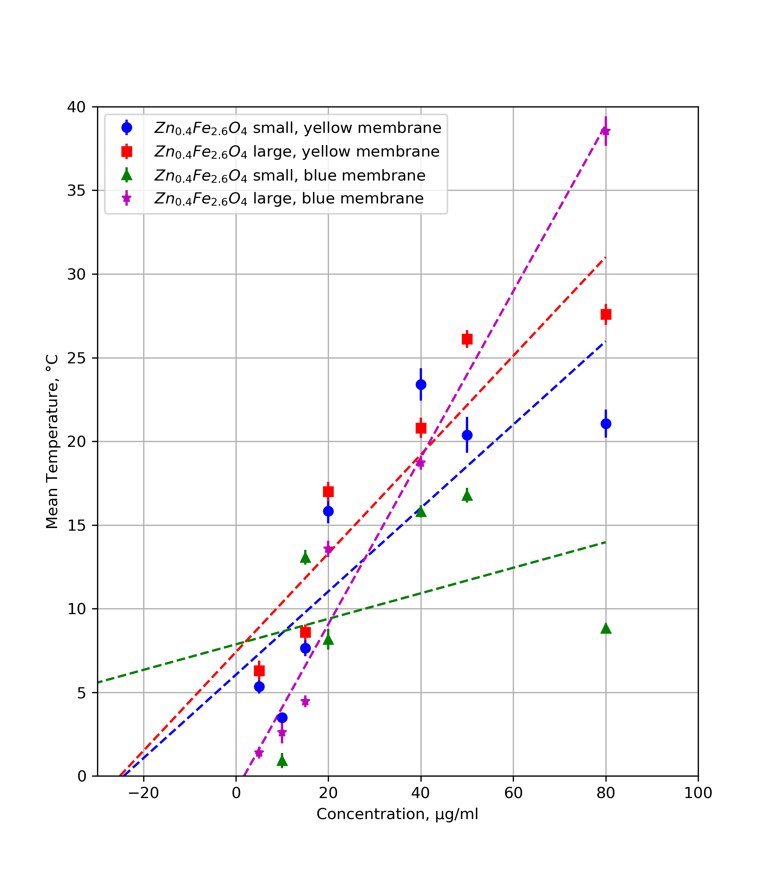 40
35
30
25
20
15
10
5
0
Mean Temperature, °C
Zn₀.₄Fe₂.₆O₄ small, yellow membrane
Zn₀.₄Fe₂.₆O₄ large, yellow membrane
Zn₀.₄Fe₂.₆O₄ small, blue membrane
Zn₀.₄Fe₂.₆O₄ large, blue membrane
−20 0 20 40 60 80 100
Concentration, μg/ml